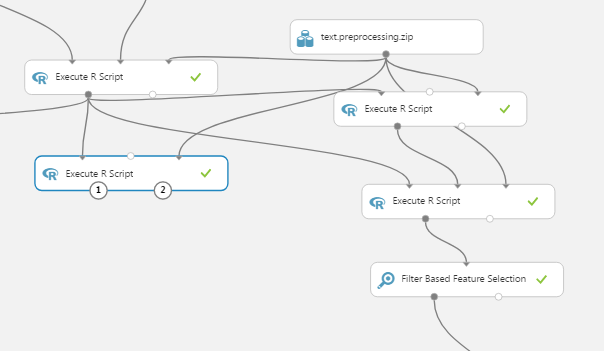 text.preprocessing.zip
Execute R Script
Execute R Script
Execute R Script
1 2
Execute R Script
Filter Based Feature Selection